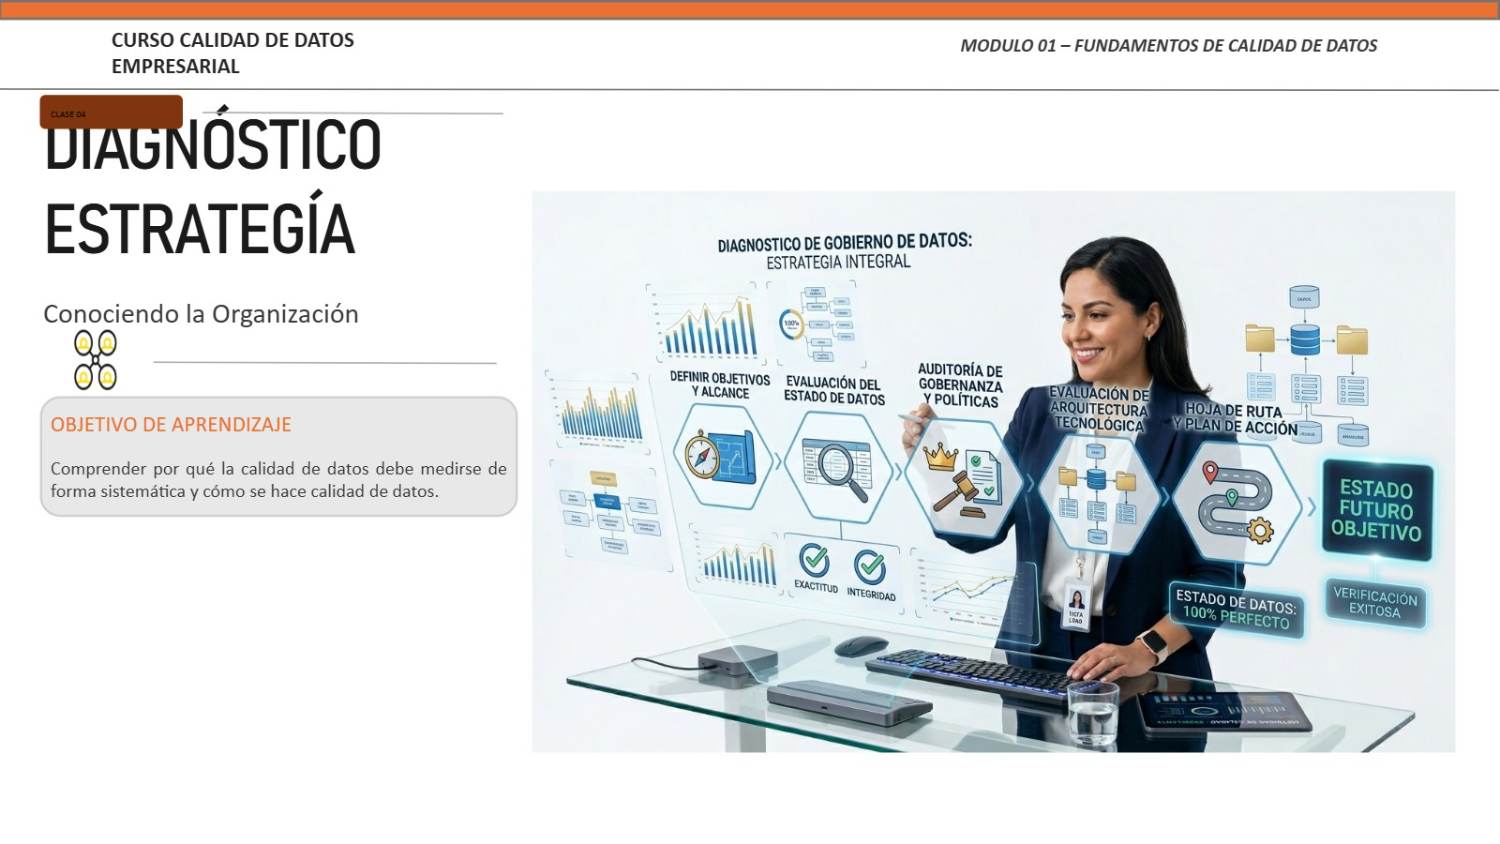 CURSO CALIDAD DE DATOS
EMPRESARIAL
MODULO 01 – FUNDAMENTOS DE CALIDAD DE DATOS
CLASE 04
DIAGNÓSTICO
ESTRATEGÍA
Conociendo la Organización
OBJETIVO DE APRENDIZAJE
Comprender por qué la calidad de datos debe medirse de
forma sistemática y cómo se hace calidad de datos.
DIAGNOSTICO DE GOBIERNO DE DATOS:
ESTRATEGIA INTEGRAL
100%
DEFINIR OBJETIVOS
Y ALCANCE
EVALUACIÓN DEL
ESTADO DE DATOS
AUDITORÍA DE
GOBERNANZA
Y POLÍTICAS
EVALUACIÓN DE
ARQUITECTURA
TECNOLÓGICA
HOJA DE RUTA
Y PLAN DE ACCIÓN
ESTADO
FUTURO
OBJETIVO
EXACTITUD
INTEGRIDAD
ESTADO DE DATOS:
100% PERFECTO
VERIFICACIÓN
EXITOSA